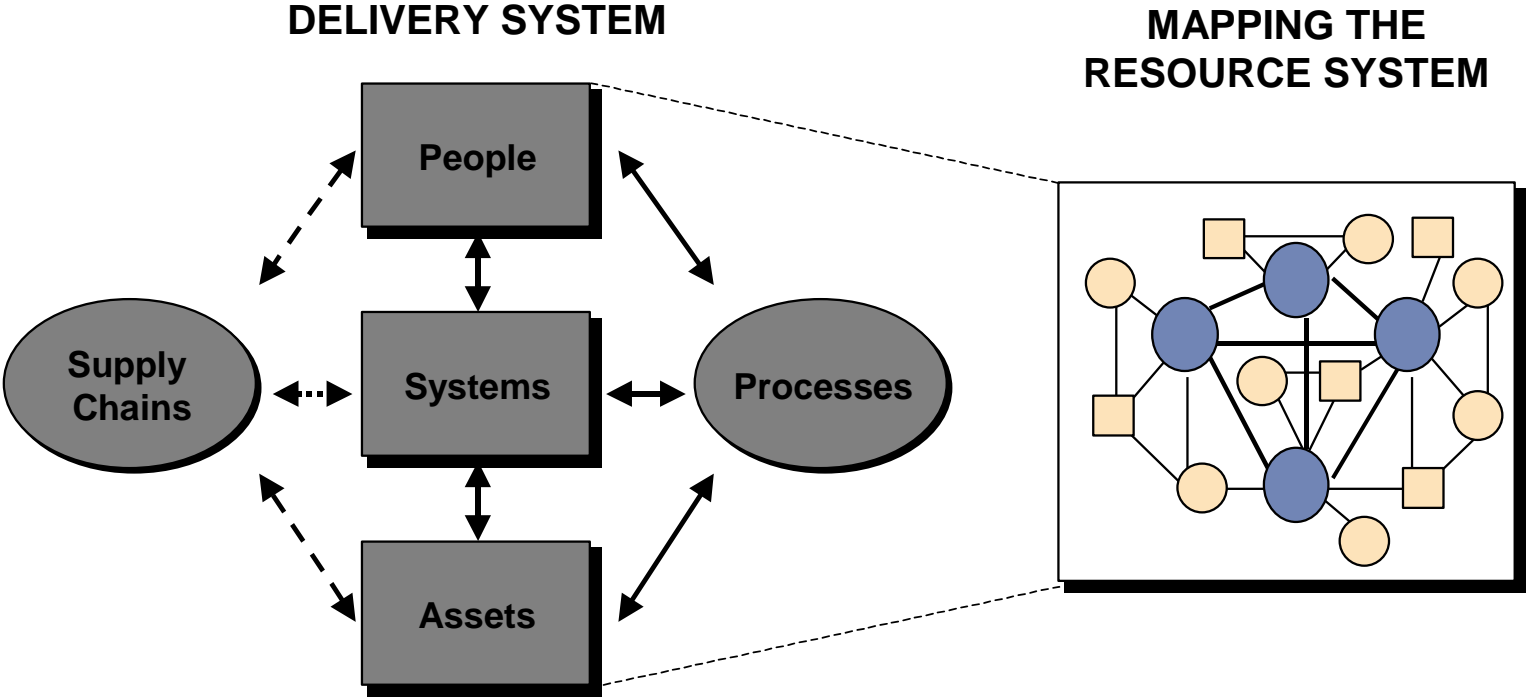 DELIVERY SYSTEM
MAPPING THE
RESOURCE SYSTEM
People
Supply
Chains
Systems
Processes
Assets